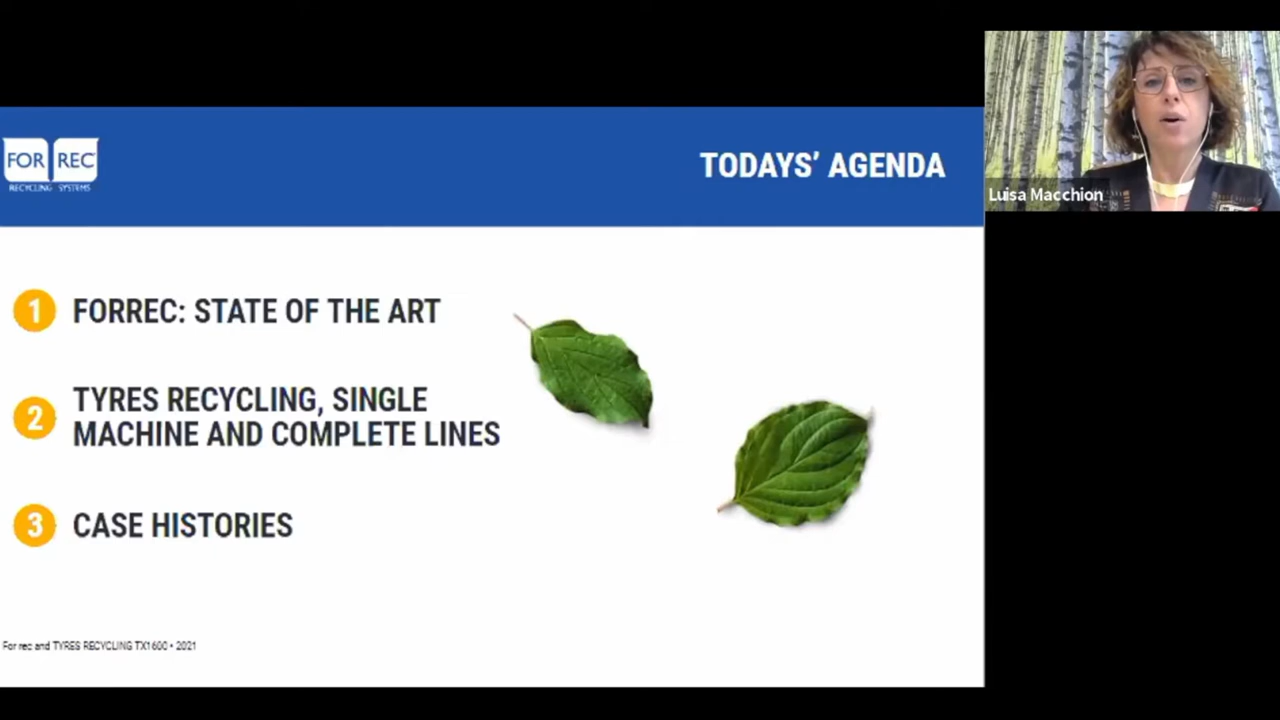 FOR REC
RECYCLING SYSTEMS
TODAYS’ AGENDA
Luisa Macchion
1 FORREC: STATE OF THE ART
2 TYRES RECYCLING, SINGLE
MACHINE AND COMPLETE LINES
3 CASE HISTORIES
For rec and TYRES RECYCLING TX1600 • 2021